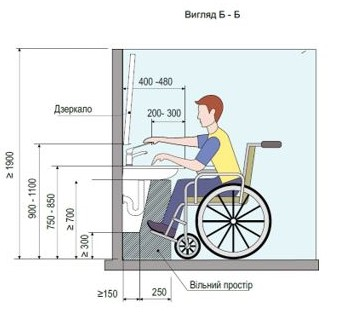 Вигляд Б - Б
400 -480
Дзеркало
200- 300
≥ 1900
900 - 1100
750 - 850
≥ 700
≥ 300
Вільний простір
≥150
250